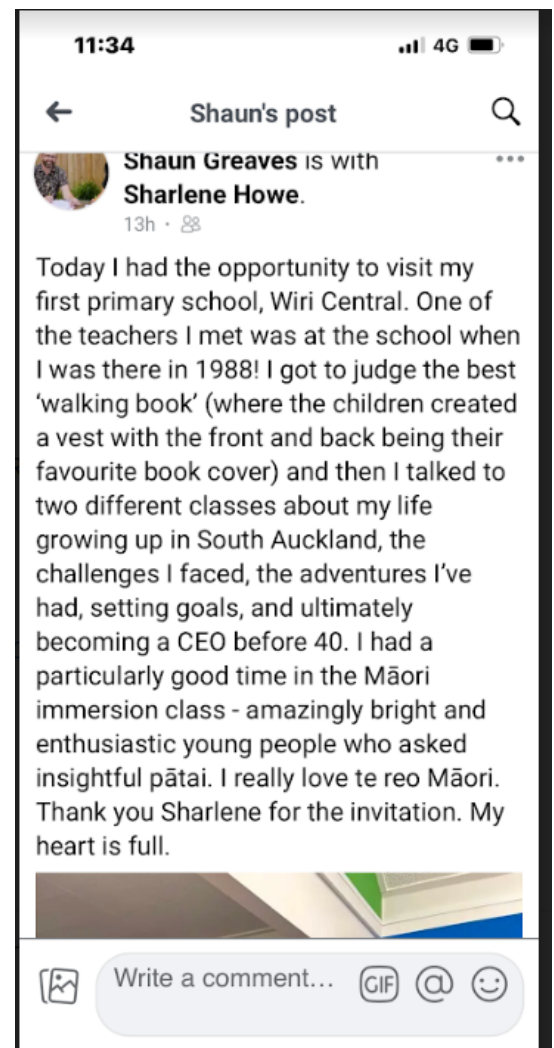 11:34
4G
Shaun's post
Shaun Greaves is with
Sharlene Howe.
13h ·
Today I had the opportunity to visit my
first primary school, Wiri Central. One of
the teachers I met was at the school when
I was there in 1988! I got to judge the best
‘walking book’ (where the children created
a vest with the front and back being their
favourite book cover) and then I talked to
two different classes about my life
growing up in South Auckland, the
challenges I faced, the adventures I’ve
had, setting goals, and ultimately
becoming a CEO before 40. I had a
particularly good time in the Māori
immersion class - amazingly bright and
enthusiastic young people who asked
insightful pātai. I really love te reo Māori.
Thank you Sharlene for the invitation. My
heart is full.
Write a comment...
GIF
@